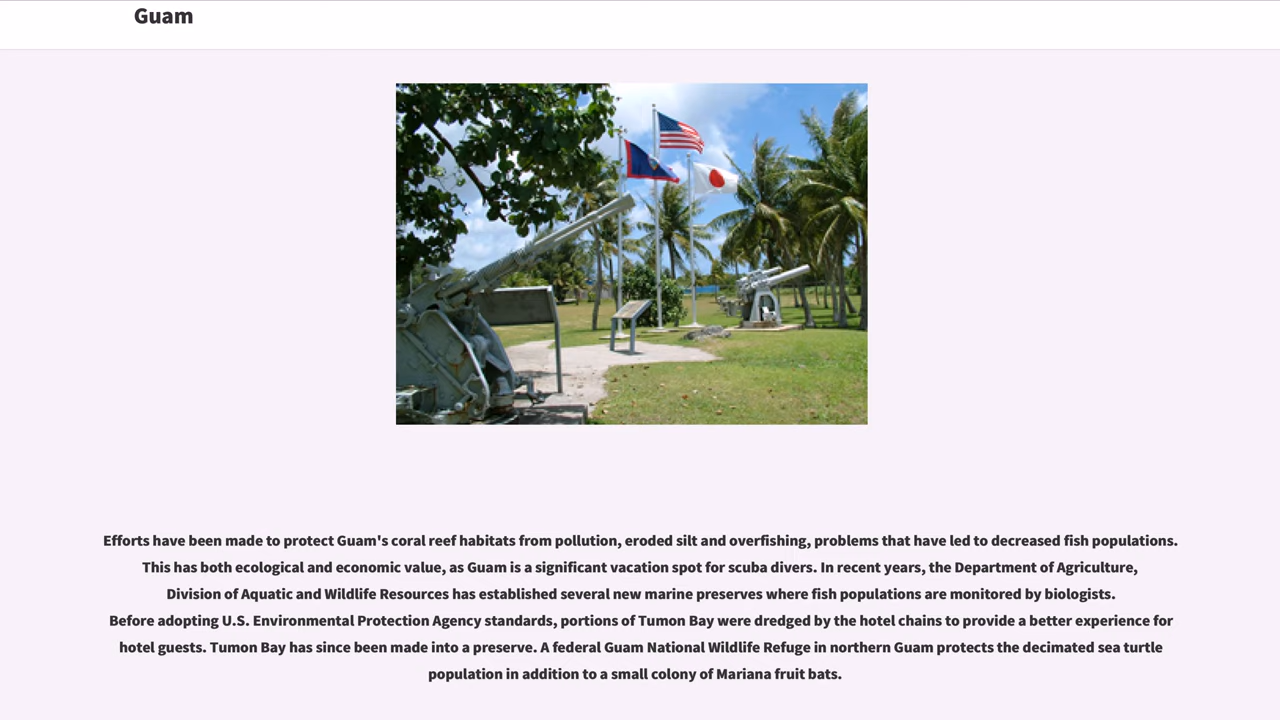 Guam
Efforts have been made to protect Guam's coral reef habitats from pollution, eroded silt and overfishing, problems that have led to decreased fish populations.
This has both ecological and economic value, as Guam is a significant vacation spot for scuba divers. In recent years, the Department of Agriculture,
Division of Aquatic and Wildlife Resources has established several new marine preserves where fish populations are monitored by biologists.
Before adopting U.S. Environmental Protection Agency standards, portions of Tumon Bay were dredged by the hotel chains to provide a better experience for
hotel guests. Tumon Bay has since been made into a preserve. A federal Guam National Wildlife Refuge in northern Guam protects the decimated sea turtle
population in addition to a small colony of Mariana fruit bats.